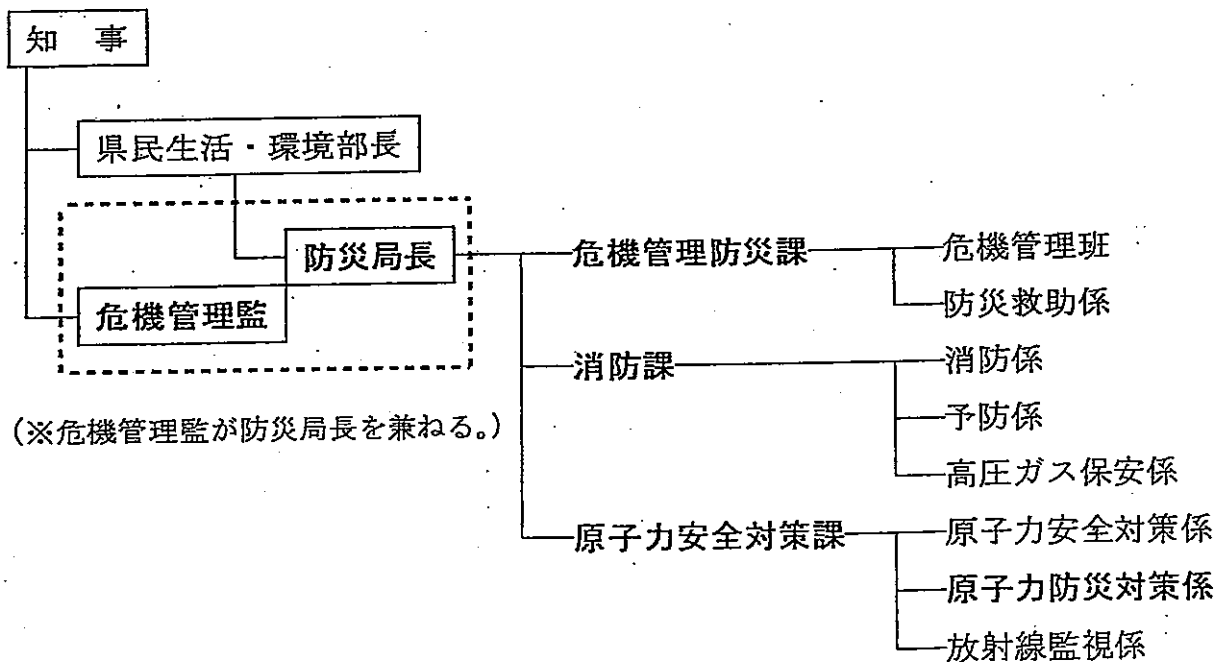 知　事
県民生活・環境部長
防災局長
危機管理監
(※危機管理監が防災局長を兼ねる。)
危機管理防災課
危機管理班
防災救助係
消防課
消防係
予防係
高圧ガス保安係
原子力安全対策課
原子力安全対策係
原子力防災対策係
放射線監視係